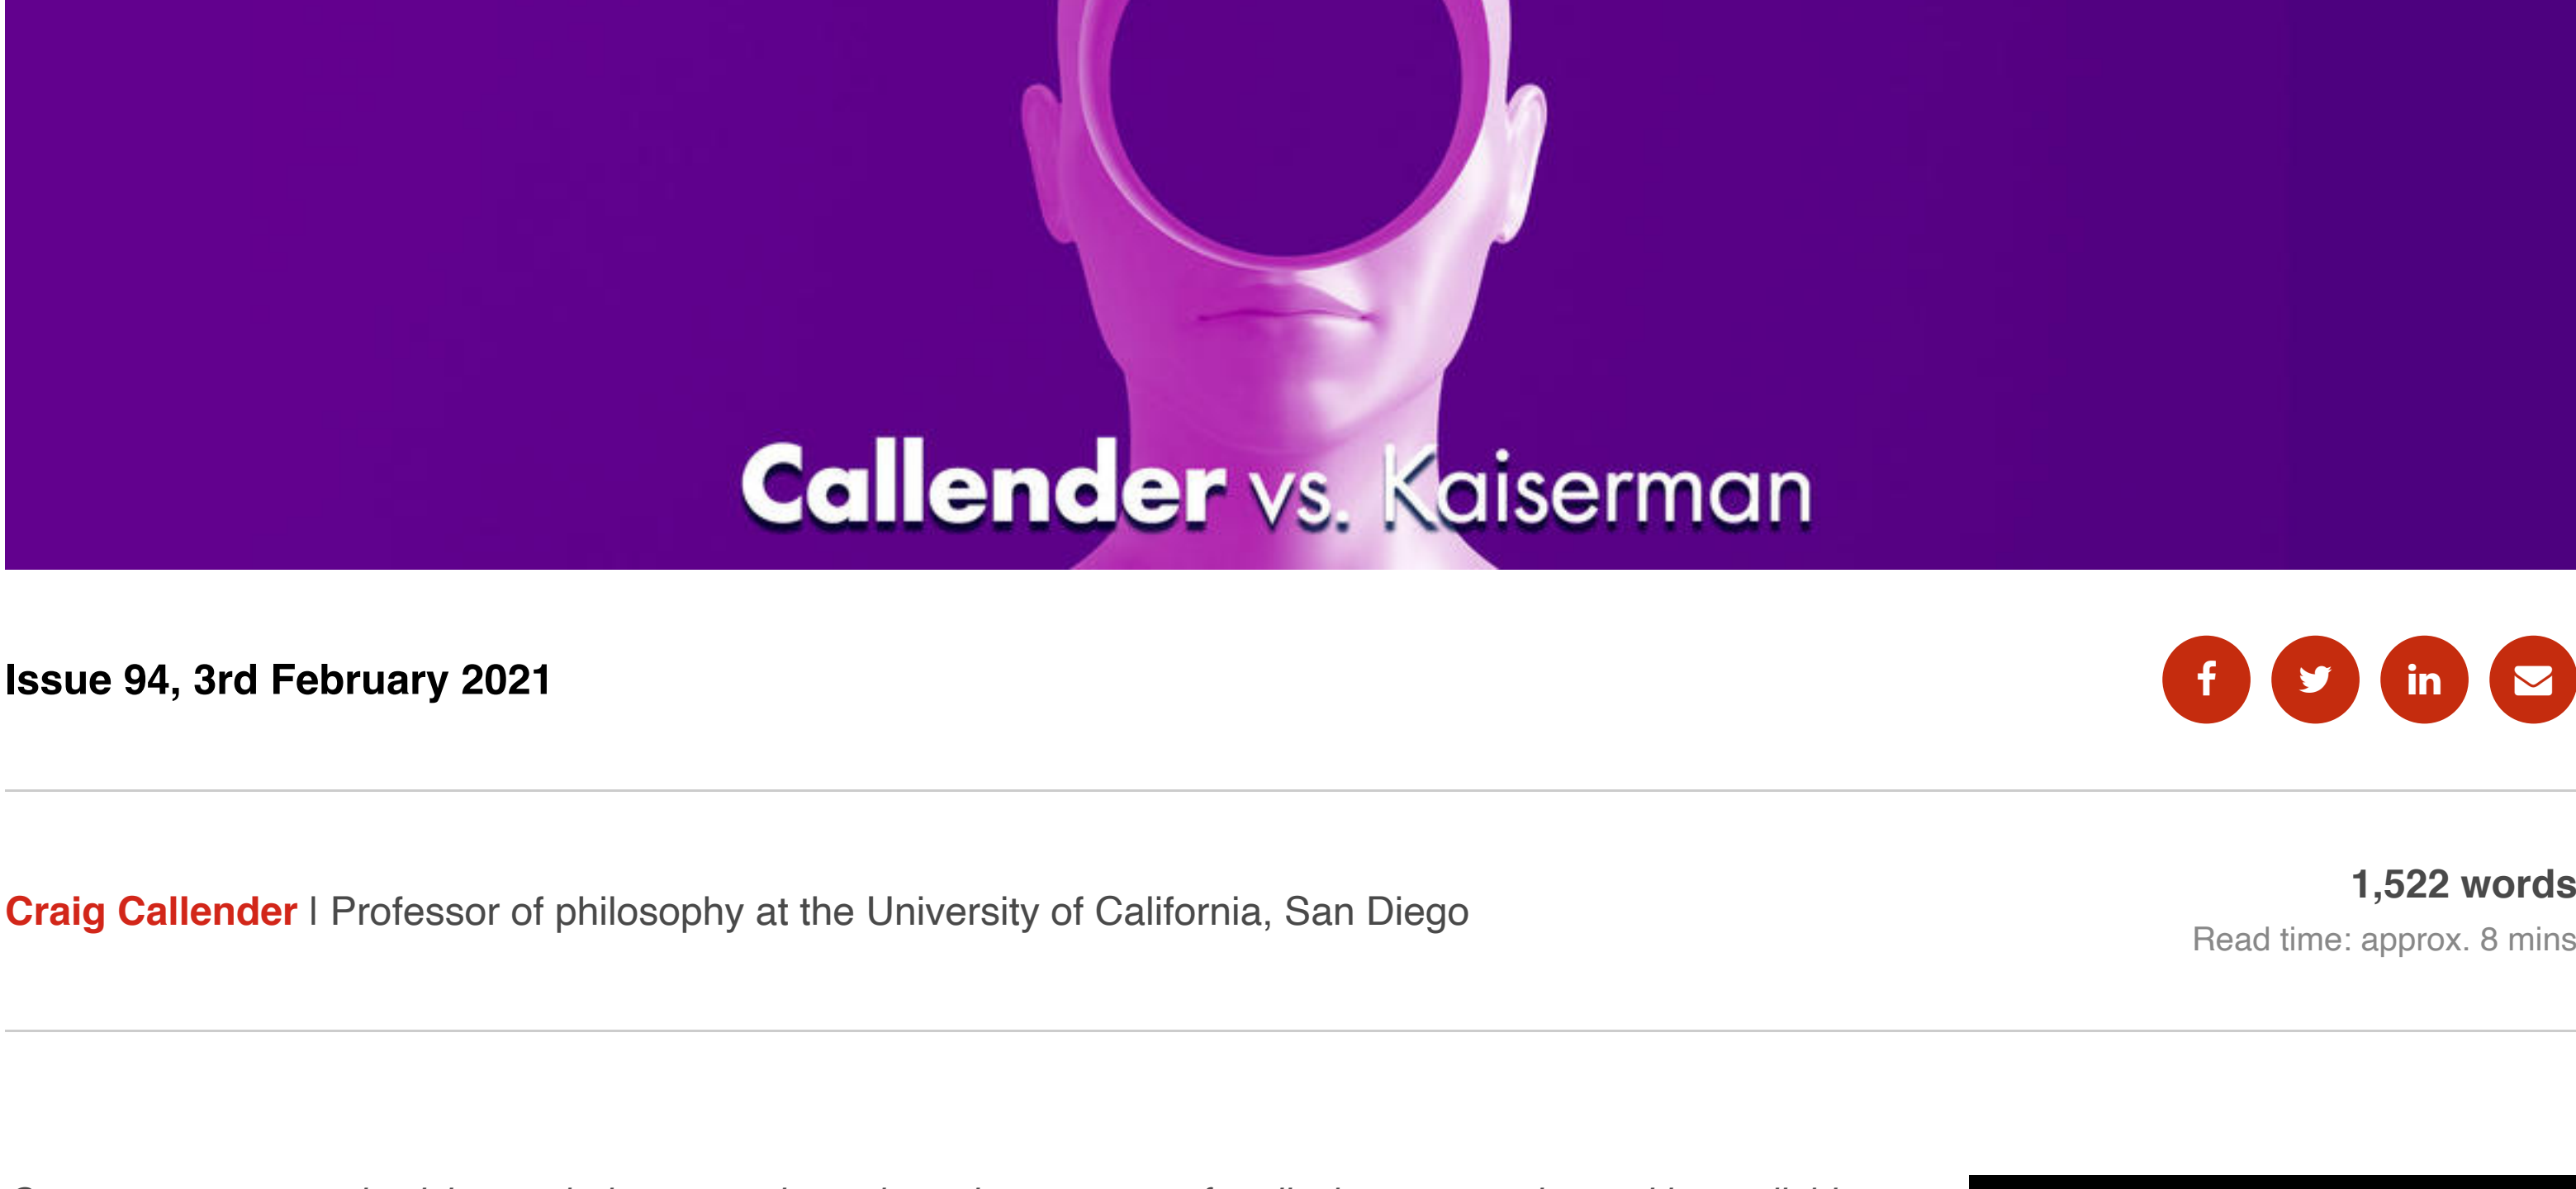 Callender vs. Kaiserman
Issue 94, 3rd February 2021
f in
Craig Callender | Professor of philosophy at the University of California, San Diego
1,522 words
Read time: approx. 8 mins